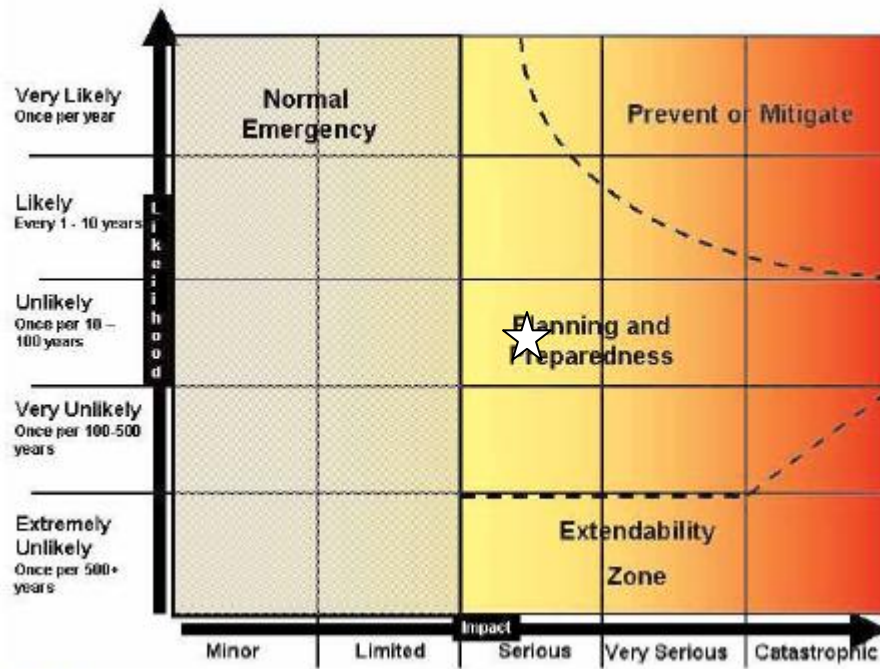 Very Likely
Once per year
Normal
Emergency
Prevent or Mitigate
Likely
Every 1 - 10 years
Likelihood
Unlikely
Once per 10 –
100 years
Planning and
Preparedness
Very Unlikely
Once per 100-500
years
Extremely
Unlikely
Once per 500+
years
Extendability
Zone
Impact
Minor
Limited
Serious
Very Serious
Catastrophic